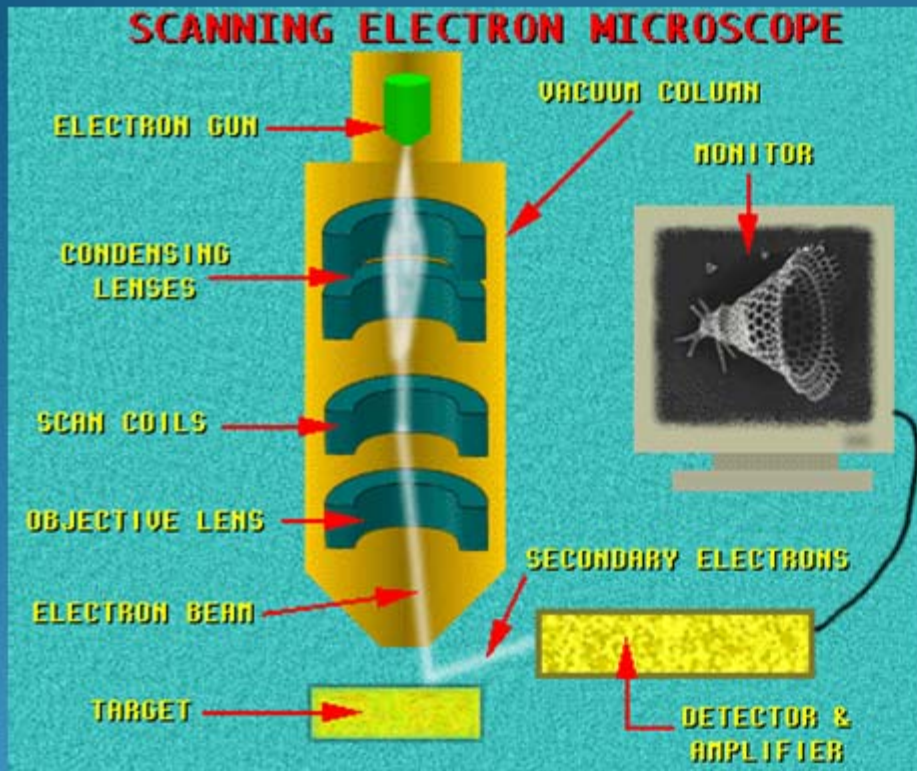 SCANNING ELECTRON MICROSCOPE
VACUUM COLUMN
ELECTRON GUN
MONITOR
CONDENSING
LENSES
SCAN COILS
OBJECTIVE LENS
SECONDARY ELECTRONS
ELECTRON BEAM
TARGET
DETECTOR &
AMPLIFIER